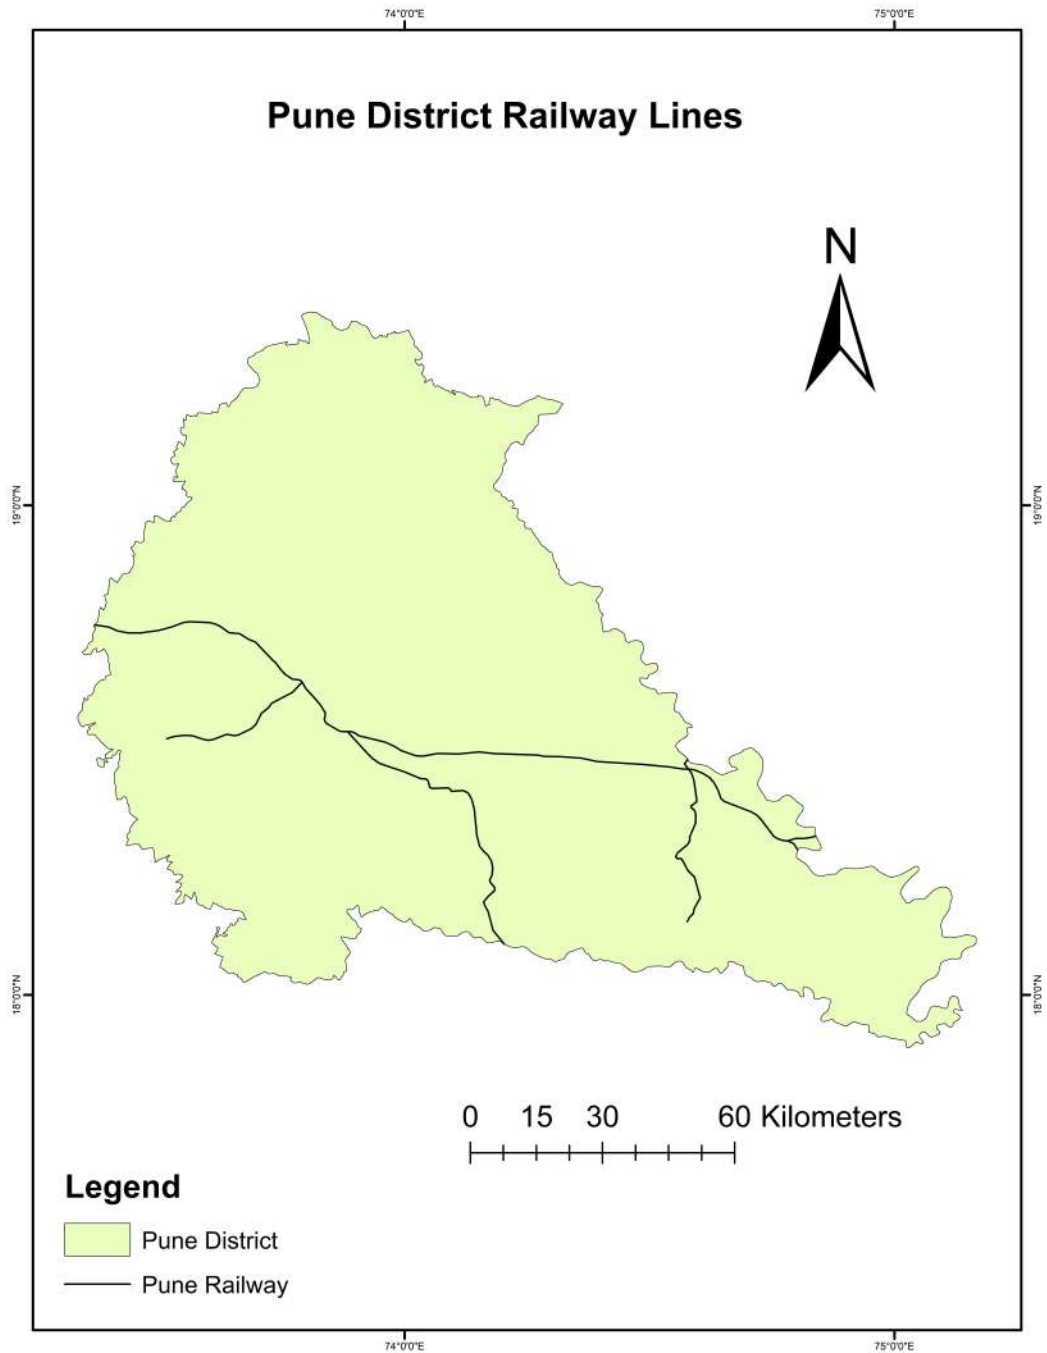 74°0'0"E 75°0'0"E
Pune District Railway Lines
N
19°0'0"N 19°0'0"N
18°0'0"N 18°0'0"N
0 15 30 60 Kilometers
Legend
Pune District
Pune Railway
74°0'0"E 75°0'0"E